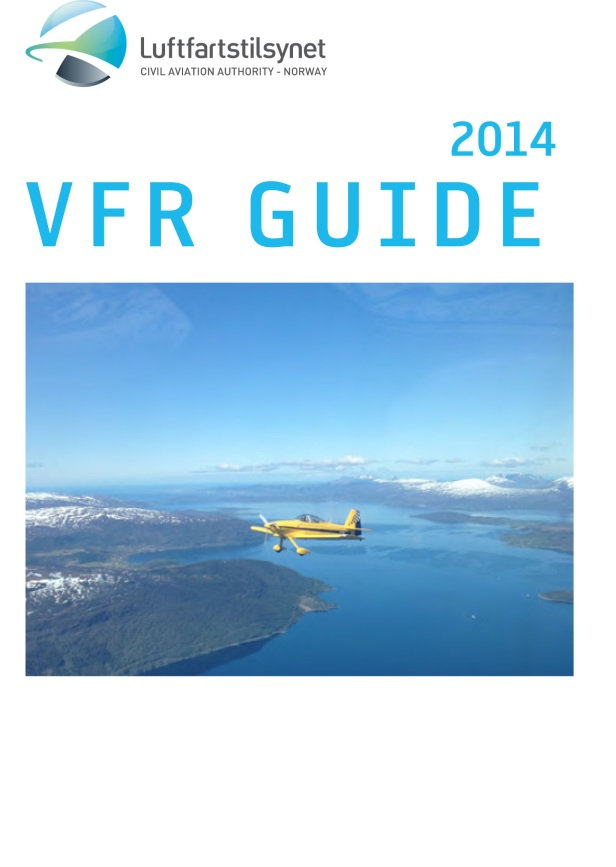 Luftfartstilsynet
CIVIL AVIATION AUTHORITY - NORWAY
2014
VFR GUIDE